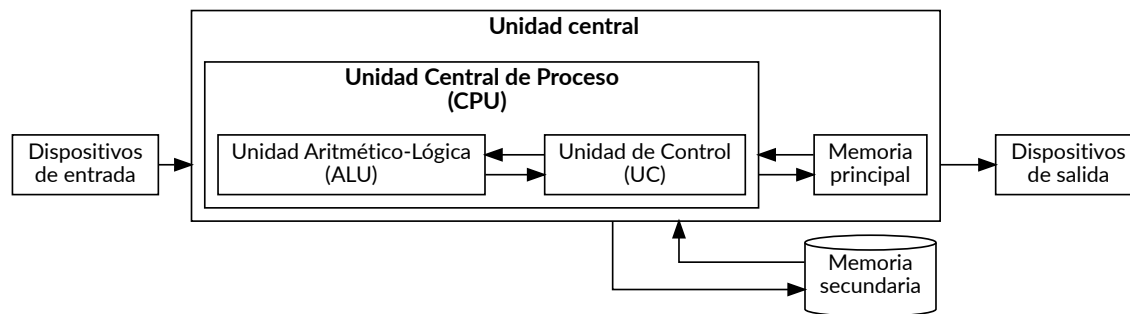 Unidad central
Unidad Central de Proceso
(CPU)
Dispositivos
de entrada
Unidad Aritmético-Lógica
(ALU)
Unidad de Control
(UC)
Memoria
principal
Dispositivos
de salida
Memoria
secundaria